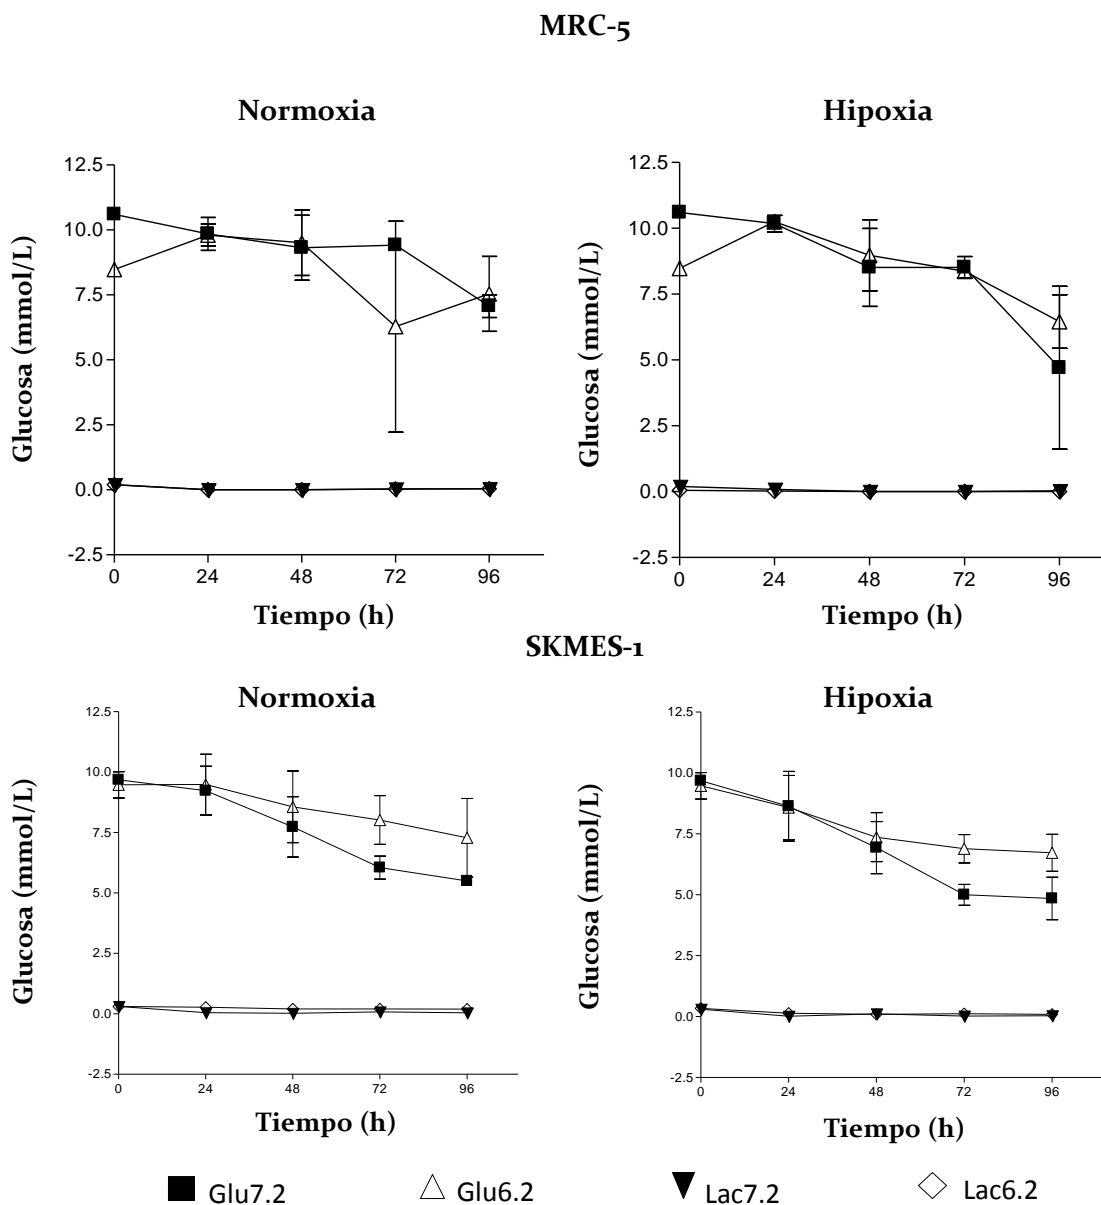 MRC-5
Normoxia
Hipoxia
Glucosa (mmol/L)
12.5
10.0
7.5
5.0
2.5
0.0
-2.5
0 24 48 72 96
Tiempo (h)
Glucosa (mmol/L)
12.5
10.0
7.5
5.0
2.5
0.0
-2.5
0 24 48 72 96
Tiempo (h)
SKMES-1
Normoxia
Hipoxia
Glucosa (mmol/L)
12.5
10.0
7.5
5.0
2.5
0.0
-2.5
0 24 48 72 96
Tiempo (h)
Glucosa (mmol/L)
12.5
10.0
7.5
5.0
2.5
0.0
-2.5
0 24 48 72 96
Tiempo (h)
Glu7.2 Glu6.2 Lac7.2 Lac6.2